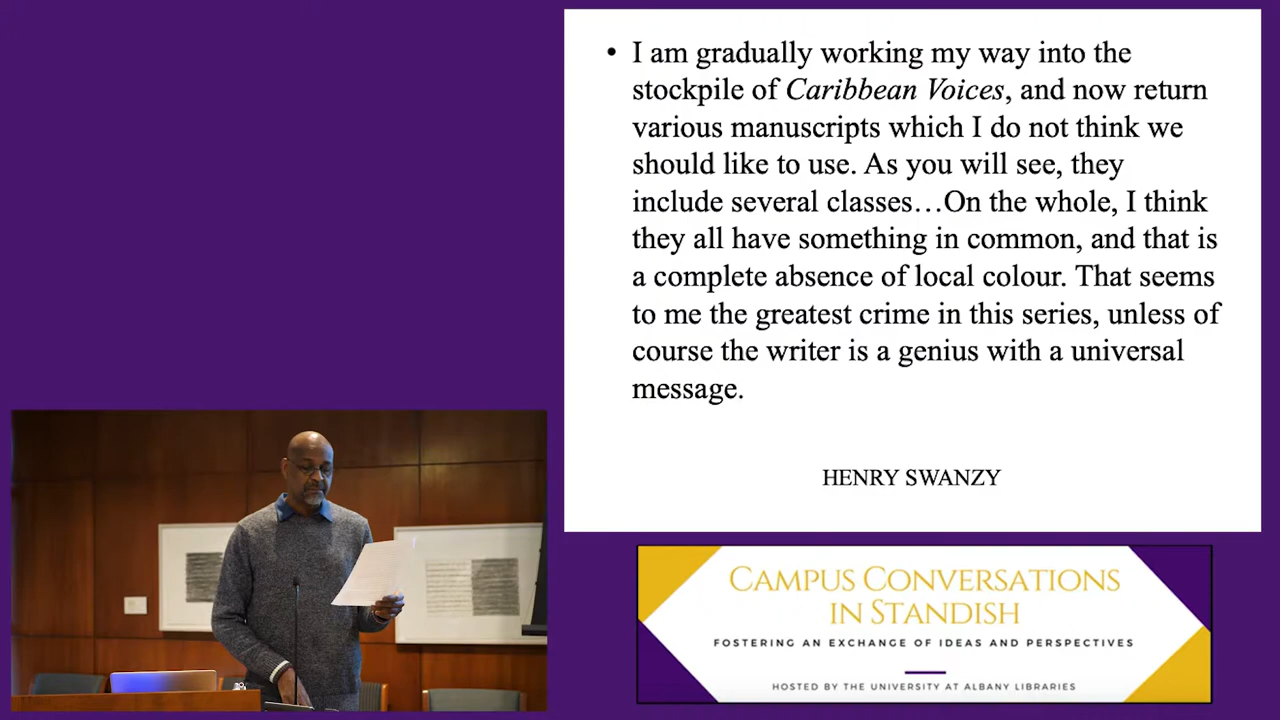 • I am gradually working my way into the
stockpile of Caribbean Voices, and now return
various manuscripts which I do not think we
should like to use. As you will see, they
include several classes…On the whole, I think
they all have something in common, and that is
a complete absence of local colour. That seems
to me the greatest crime in this series, unless of
course the writer is a genius with a universal
message.
HENRY SWANZY
CAMPUS CONVERSATIONS
IN STANDISH
FOSTERING AN EXCHANGE OF IDEAS AND PERSPECTIVES
HOSTED BY THE UNIVERSITY AT ALBANY LIBRARIES